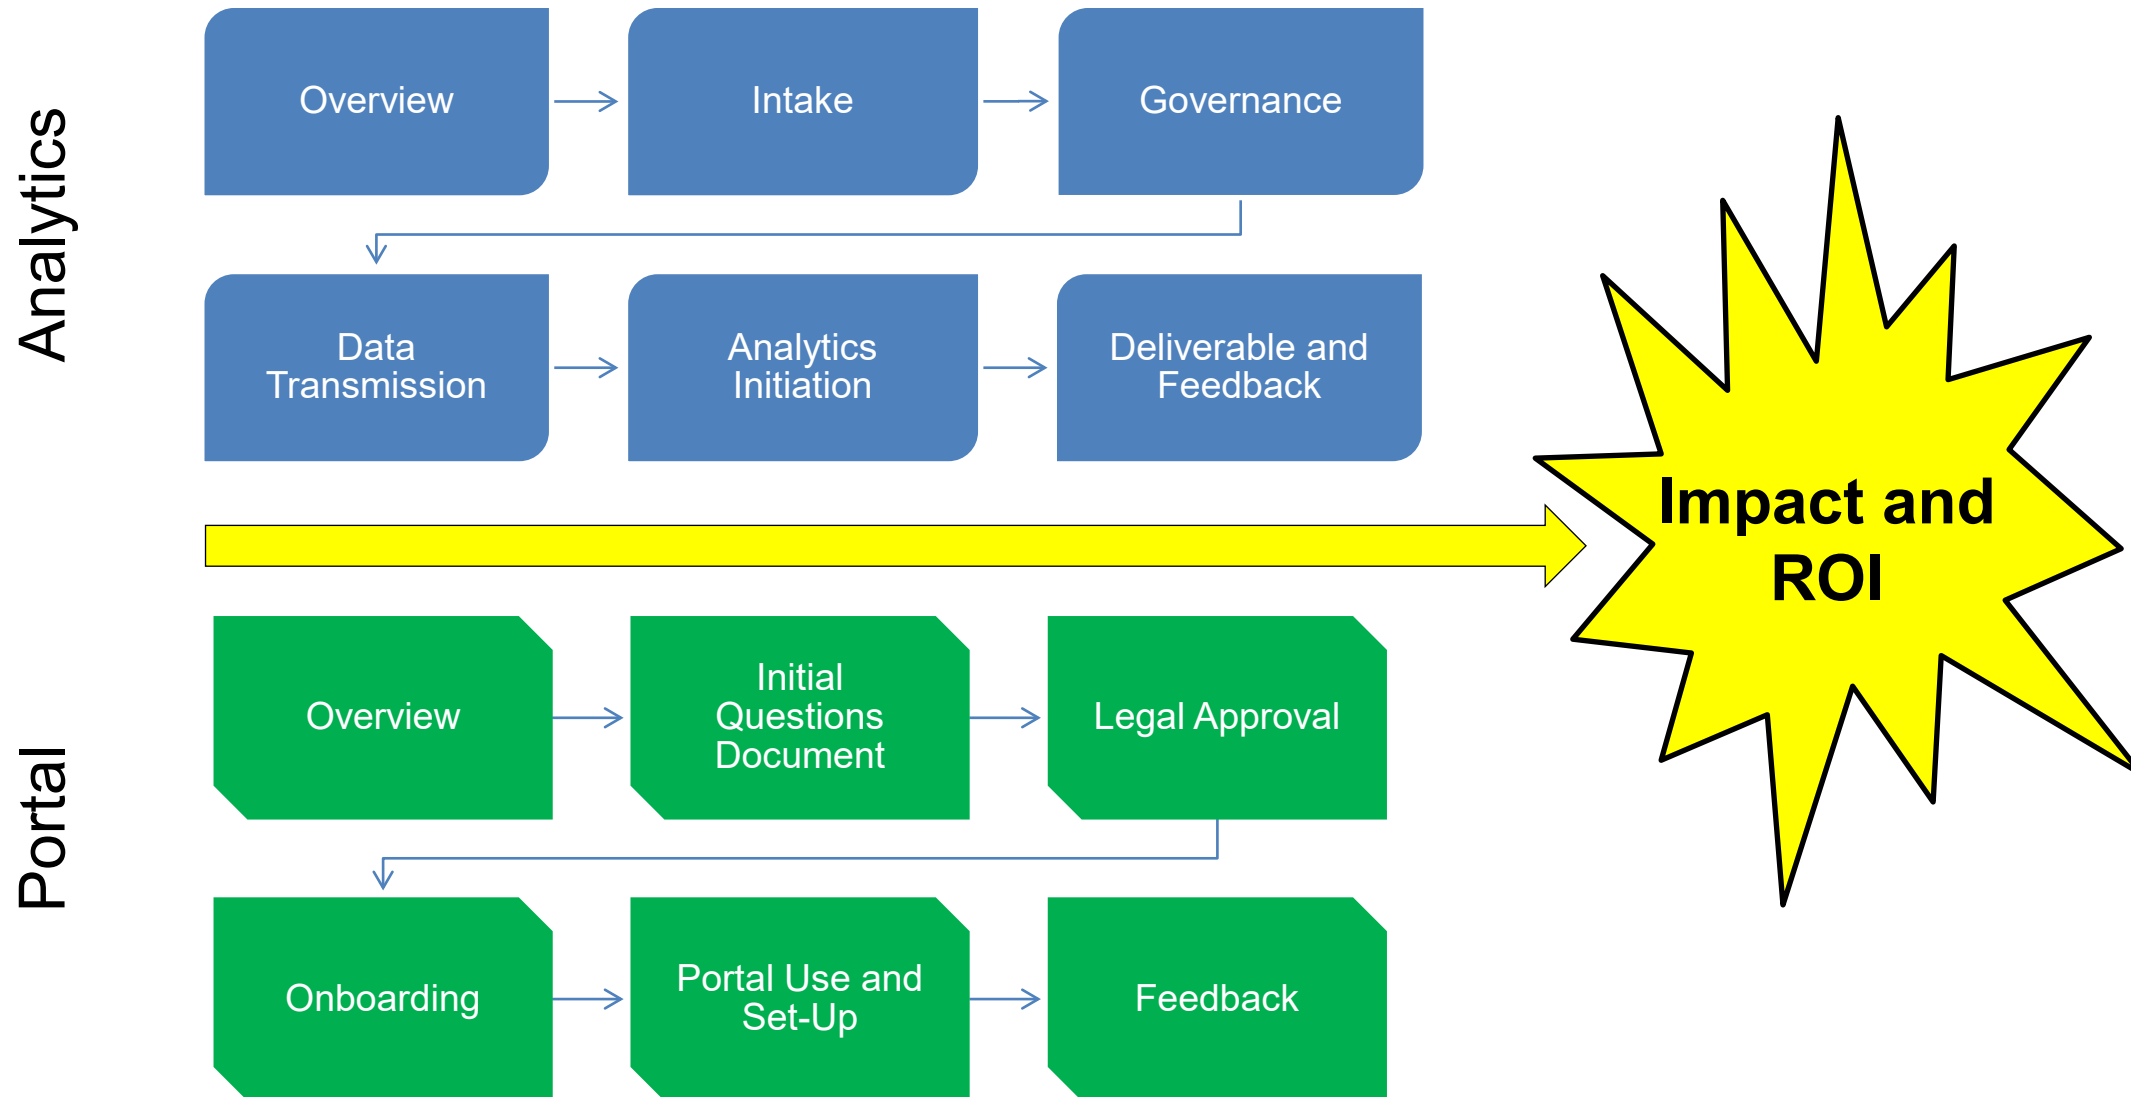 Analytics
Overview
Intake
Governance
Data
Transmission
Analytics
Initiation
Deliverable and
Feedback
Impact and
ROI
Portal
Overview
Initial
Questions
Document
Legal Approval
Onboarding
Portal Use and
Set-Up
Feedback